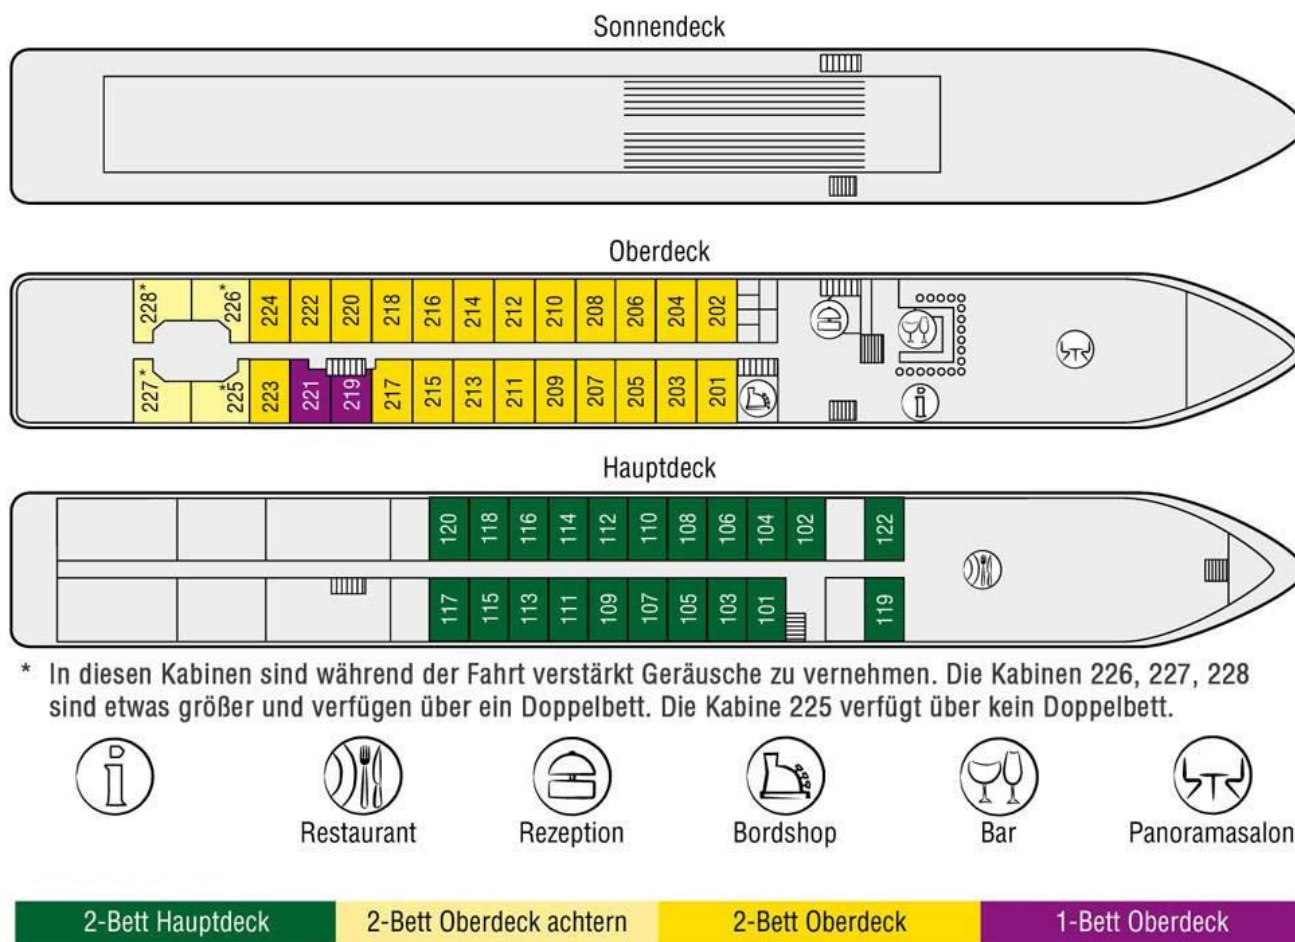 Sonnendeck
Oberdeck
228* 226* 224 222 220 218 216 214 212 210 208 206 204 202
227* 225* 223 221 219 217 215 213 211 209 207 205 203 201
Hauptdeck
120 118 116 114 112 110 108 106 104 102 122
117 115 113 111 109 107 105 103 101 119
* In diesen Kabinen sind während der Fahrt verstärkt Geräusche zu vernehmen. Die Kabinen 226, 227, 228
sind etwas größer und verfügen über ein Doppelbett. Die Kabine 225 verfügt über kein Doppelbett.
i
Restaurant Rezeption Bordshop Bar Panoramasalon
2-Bett Hauptdeck 2-Bett Oberdeck achtern 2-Bett Oberdeck 1-Bett Oberdeck